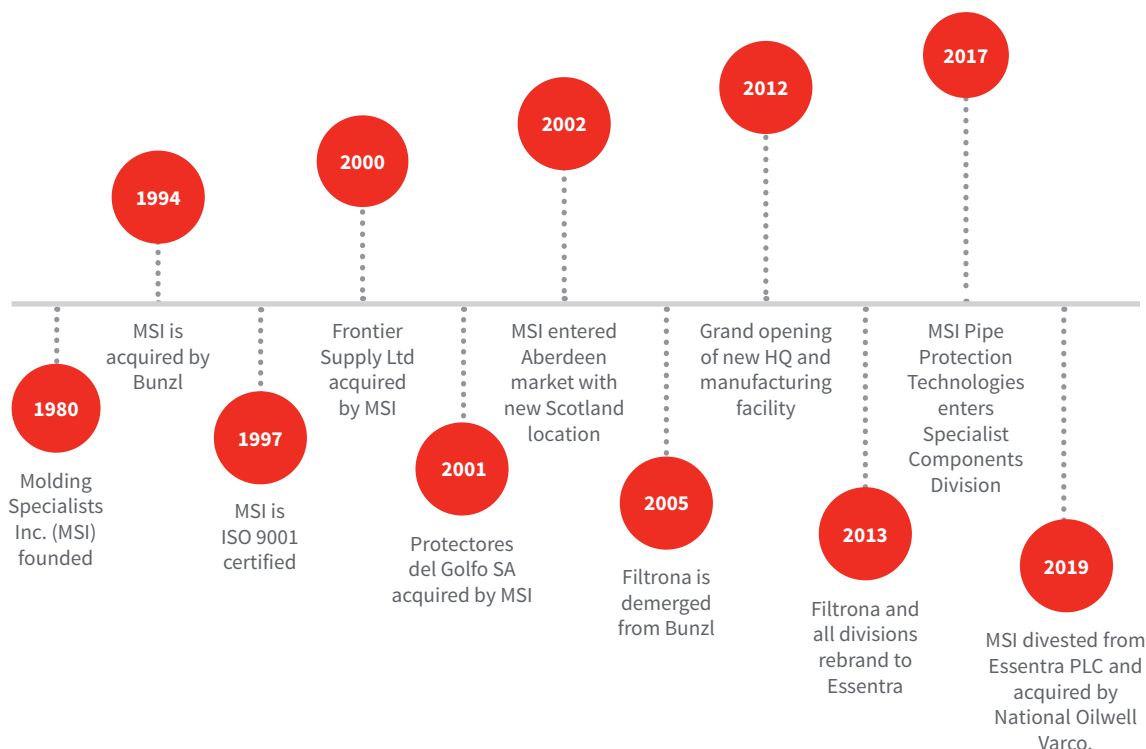 1980
Molding
Specialists
Inc. (MSI)
founded
1994
MSI is
acquired by
Bunzl
1997
MSI is
ISO 9001
certified
2000
Frontier
Supply Ltd
acquired
by MSI
2001
Protectores
del Golfo SA
acquired by MSI
2002
MSI entered
Aberdeen
market with
new Scotland
location
2005
Filtrona is
demerged
from Bunzl
2012
Grand opening
of new HQ and
manufacturing
facility
2013
Filtrona and
all divisions
rebrand to
Essentra
2017
MSI Pipe
Protection
Technologies
enters
Specialist
Components
Division
2019
MSI divested from
Essentra PLC and
acquired by
National Oilwell
Varco.